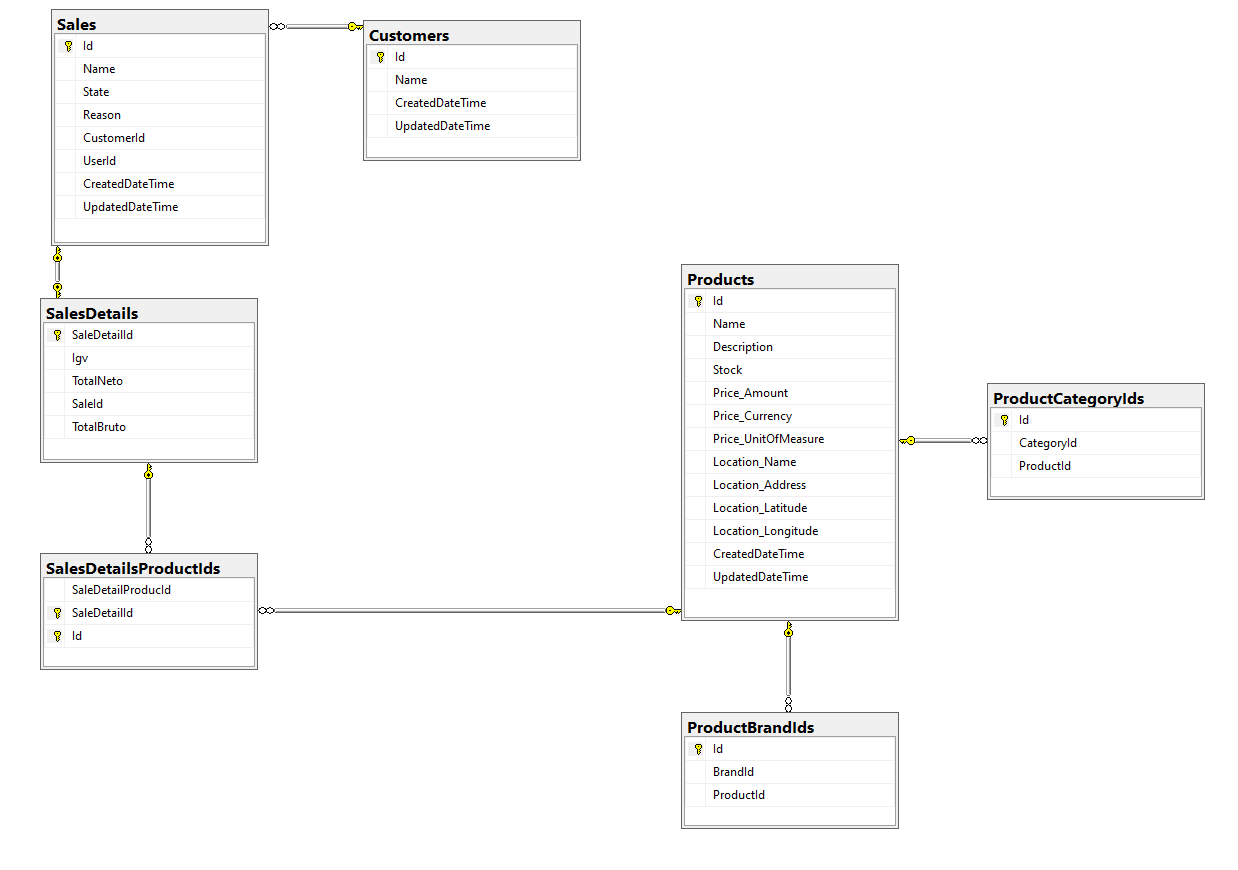 Sales
Id
Name
State
Reason
CustomerId
UserId
CreatedDateTime
UpdatedDateTime
Customers
Id
Name
CreatedDateTime
UpdatedDateTime
SalesDetails
SaleDetailId
Igv
TotalNeto
SaleId
TotalBruto
SalesDetailsProductIds
SaleDetailProducId
SaleDetailId
Id
Products
Id
Name
Description
Stock
Price_Amount
Price_Currency
Price_UnitOfMeasure
Location_Name
Location_Address
Location_Latitude
Location_Longitude
CreatedDateTime
UpdatedDateTime
ProductCategoryIds
Id
CategoryId
ProductId
ProductBrandIds
Id
BrandId
ProductId